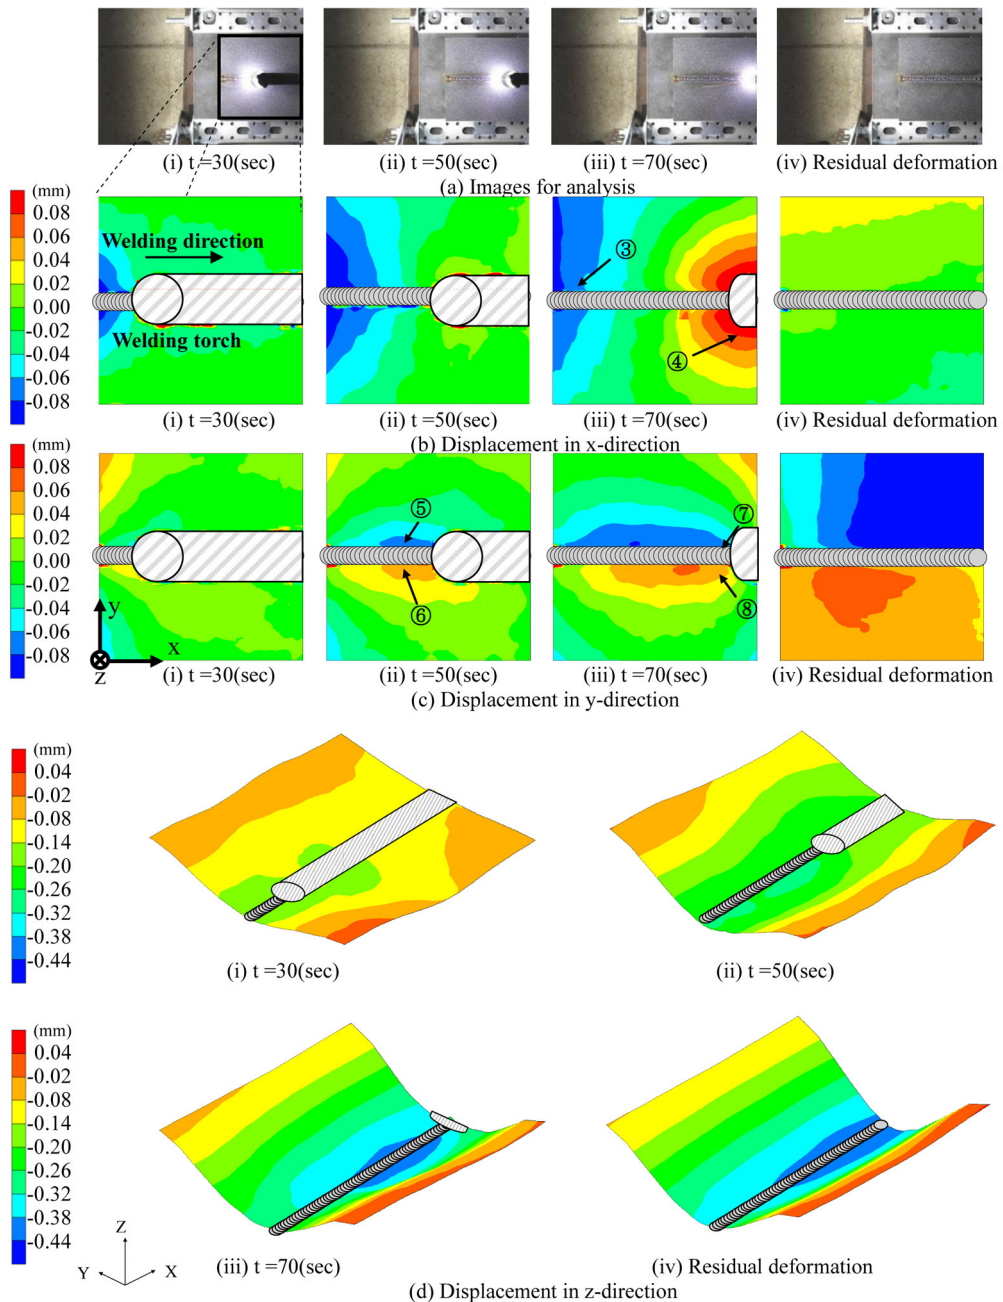 (i) t =30(sec) (ii) t =50(sec) (iii) t =70(sec) (iv) Residual deformation
(a) Images for analysis
(mm)
0.08
0.04
0.02
0.00
-0.02
-0.04
-0.06
-0.08
Welding direction
Welding torch
③
④
(i) t =30(sec) (ii) t =50(sec) (iii) t =70(sec) (iv) Residual deformation
(b) Displacement in x-direction
(mm)
0.08
0.04
0.02
0.00
-0.02
-0.04
-0.06
-0.08
⑤
⑦
⑥
⑧
y
x
z
(i) t =30(sec) (ii) t =50(sec) (iii) t =70(sec) (iv) Residual deformation
(c) Displacement in y-direction
(mm)
0.04
-0.02
-0.08
-0.14
-0.20
-0.26
-0.32
-0.38
-0.44
(i) t =30(sec) (ii) t =50(sec)
(mm)
0.04
-0.02
-0.08
-0.14
-0.20
-0.26
-0.32
-0.38
-0.44
Z
Y X
(iii) t =70(sec) (iv) Residual deformation
(d) Displacement in z-direction